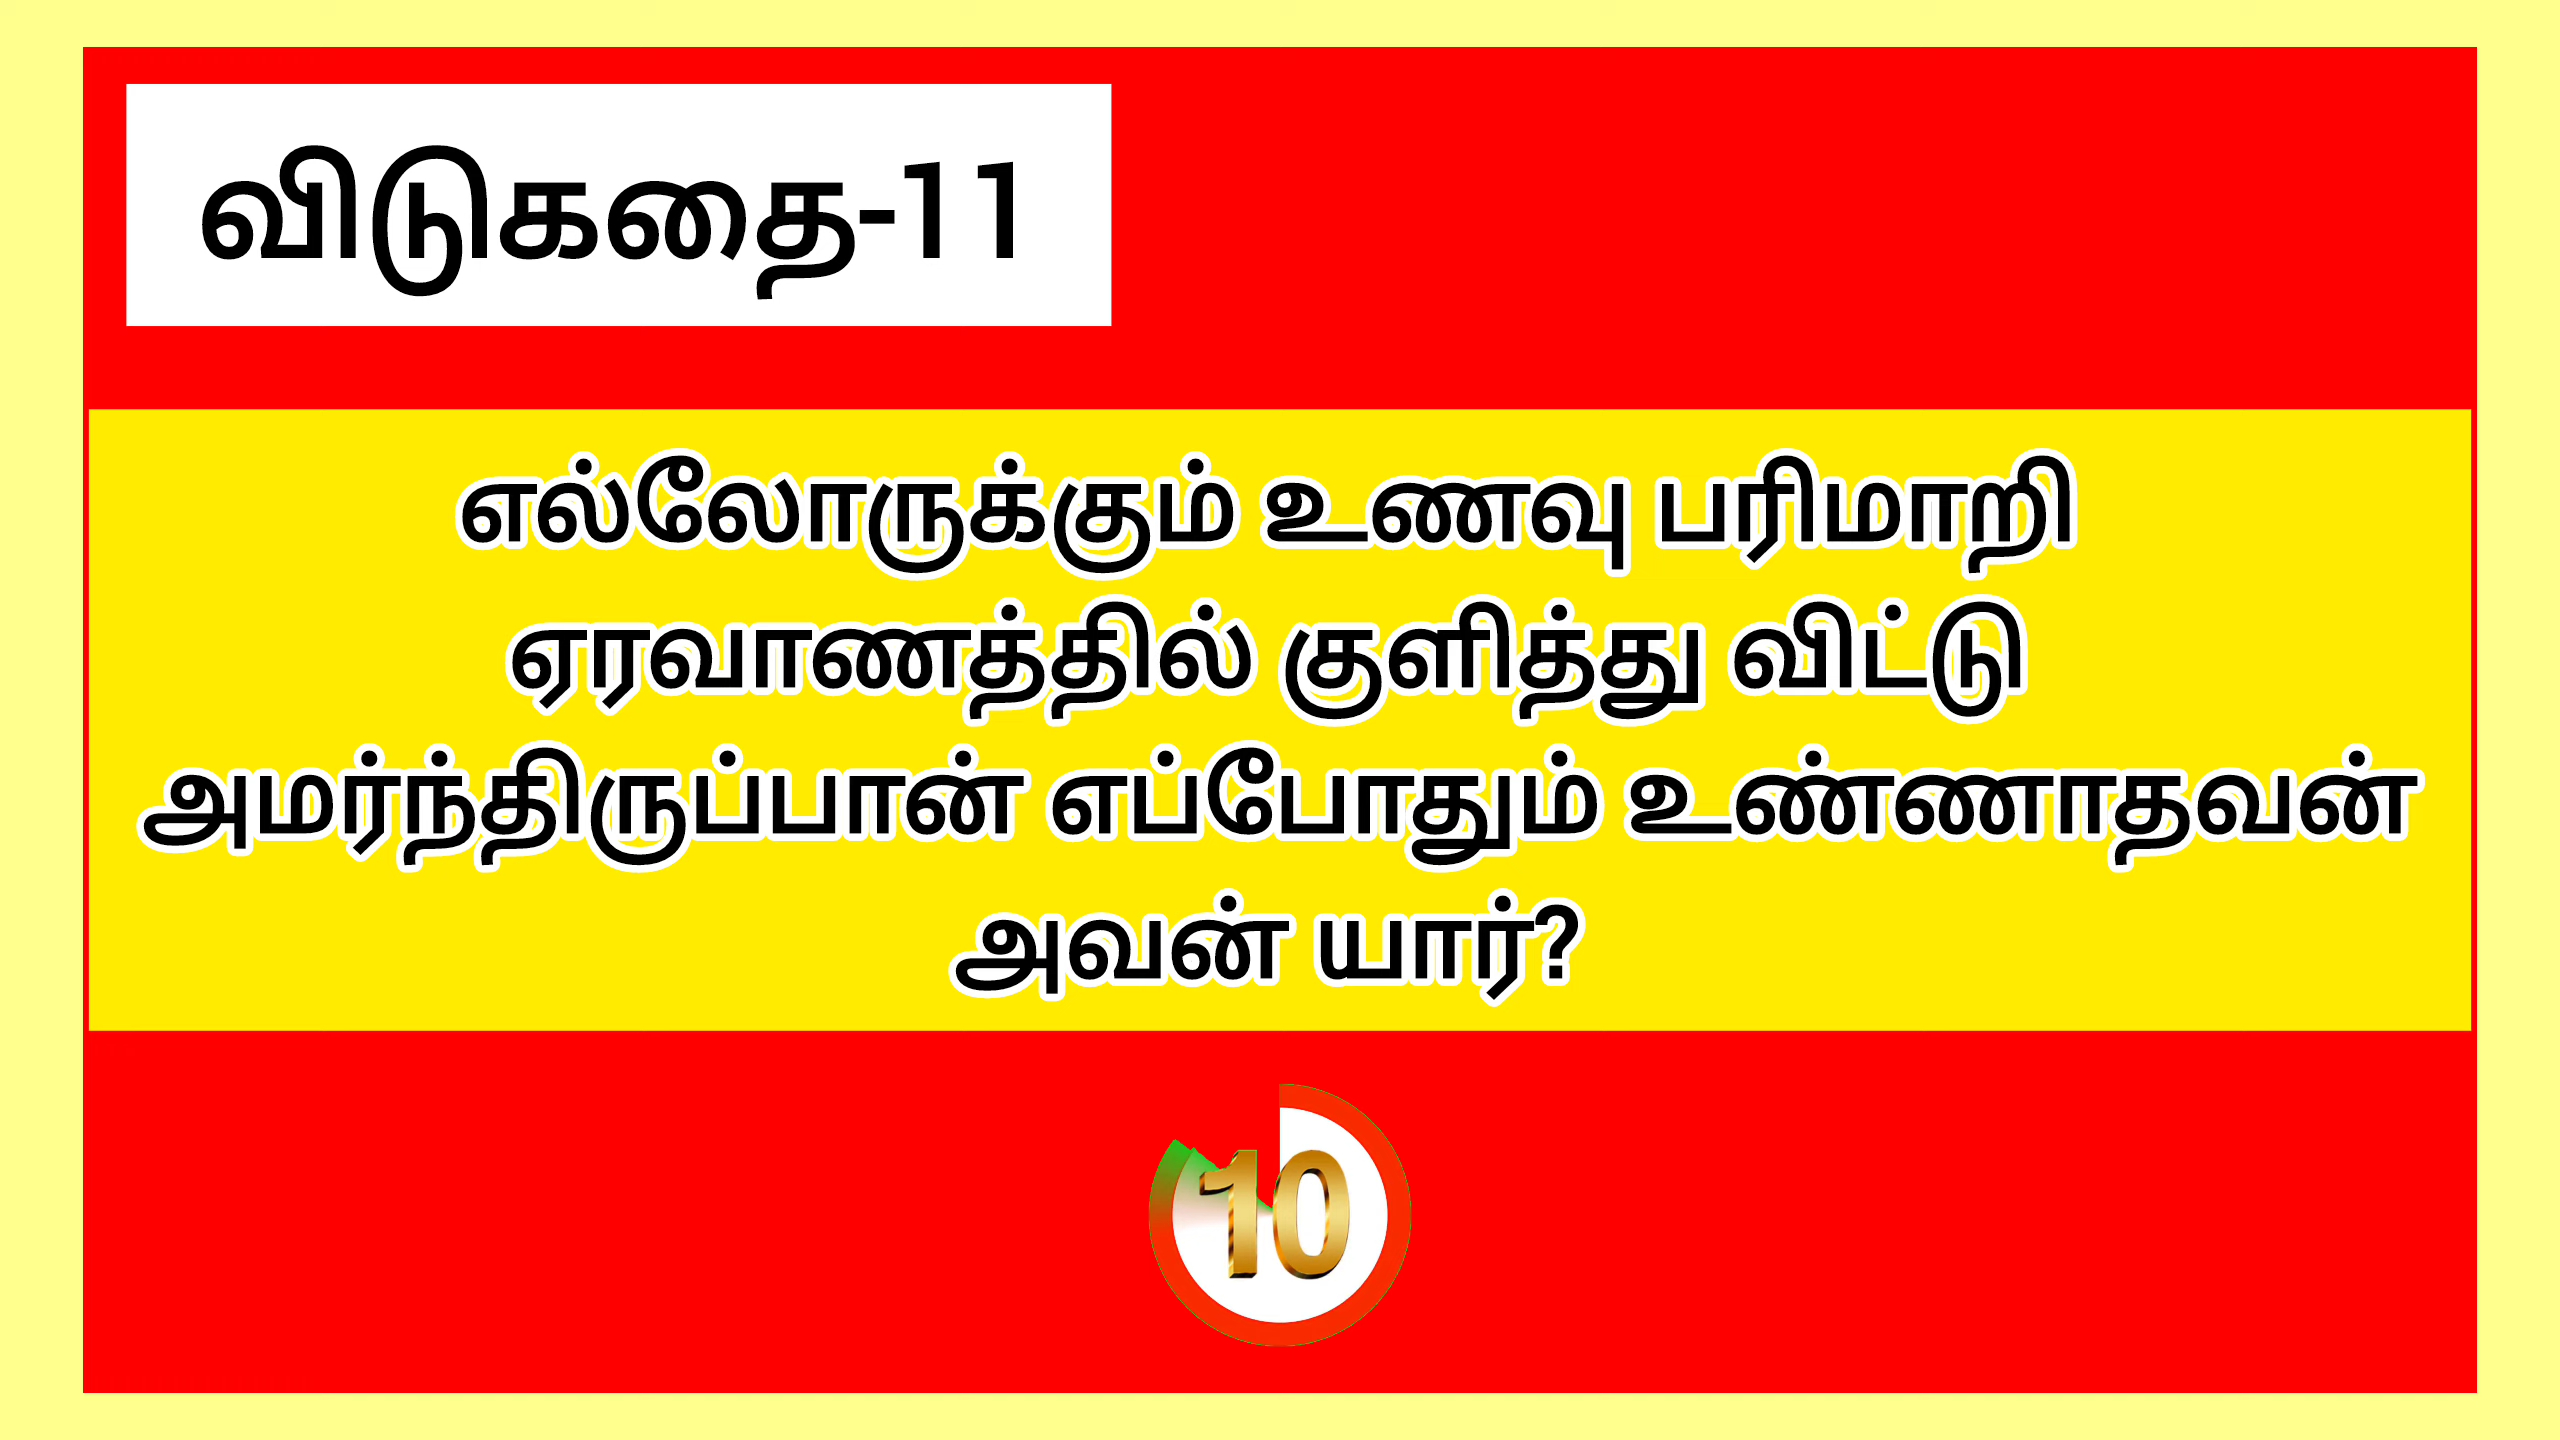 விடுகதை-11
எல்லோருக்கும் உணவு பரிமாறி
ஏரவாணத்தில் குளித்து விட்டு
அமர்ந்திருப்பான் எப்போதும் உண்ணாதவன்
அவன் யார்?
10